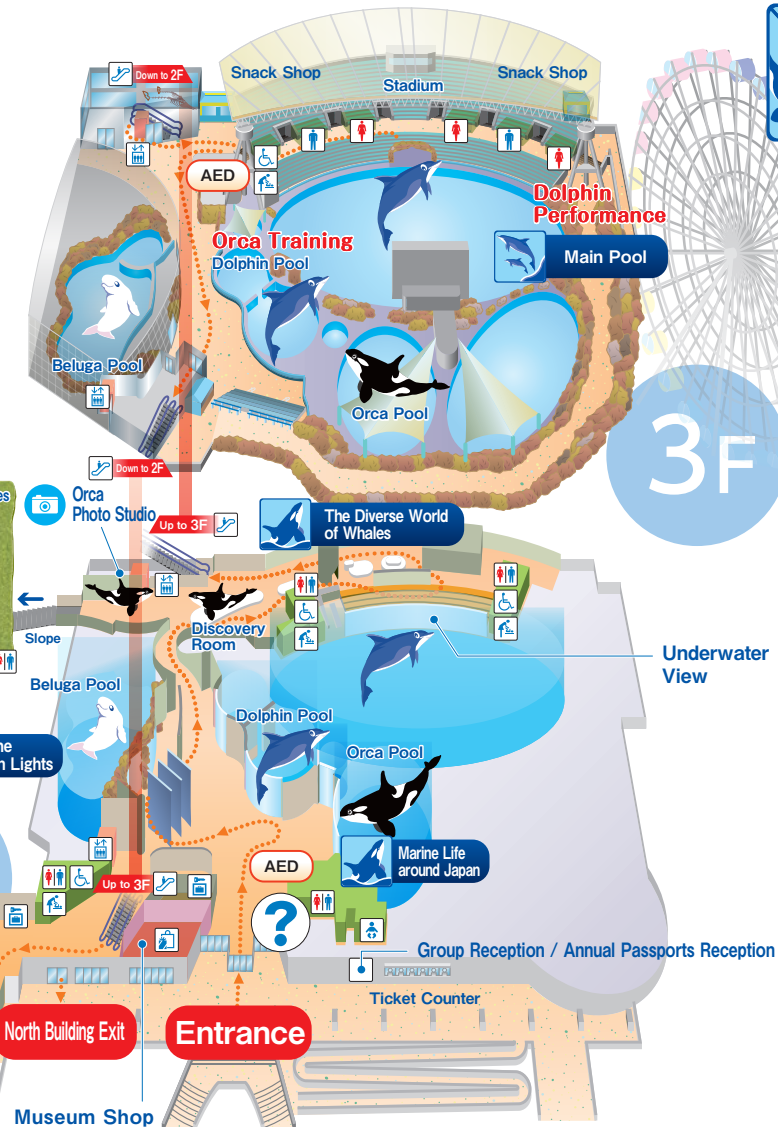 Down to 2F
Snack Shop
Stadium
Snack Shop
AED
Dolphin
Performance
Orca Training
Dolphin Pool
Main Pool
Beluga Pool
Orca Pool
3F
Down to 2F
Orca
Photo Studio
Up to 3F
The Diverse World
of Whales
Slope
Discovery
Room
Underwater
View
Beluga Pool
Dolphin Pool
Orca Pool
Lights
AED
Marine Life
around Japan
Up to 3F
?
Group Reception / Annual Passports Reception
Ticket Counter
North Building Exit
Entrance
Museum Shop